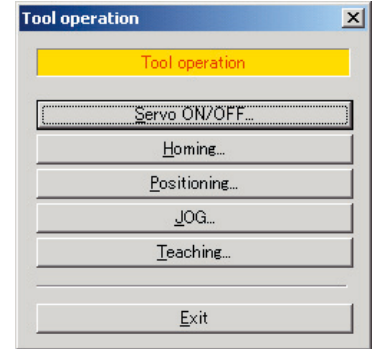 Tool operation
Tool operation
Servo ON/OFF...
Homing...
Positioning...
JOG...
Teaching...
Exit